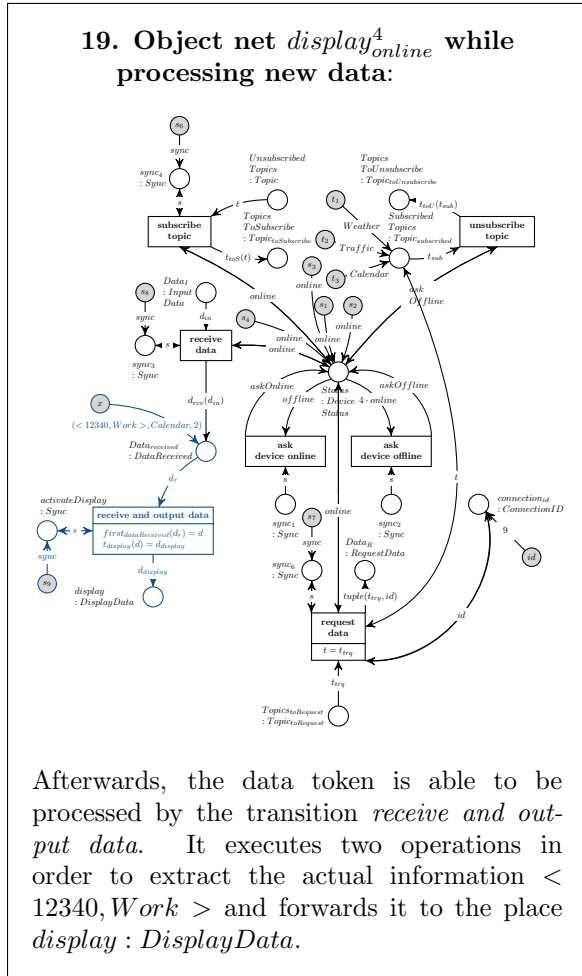 19. Object net display⁴online while
processing new data:
s6
sync
sync4
: Sync
s
subscribe
topic
Unsubscribed
Topics
: Topic
t
Topics
ToSubscribe
: TopictoSubscribe
ttoS(t)
Topics
ToUnsubscribe
: TopictoUnsubscribe
ttoU(tsub)
t1
Weather
Subscribed
Topics
: Topicsubscribed
t2
Traffic
t3
Calendar
tsub
unsubscribe
topic
s3
online
s1
online
s2
online
ask
Offline
online
s8
sync
DataI
: Input
Data
din
s4
online
online
sync3
: Sync
s
receive
data
drcv(din)
askOnline
offline
Status
: Device
Status
4 · online
askOffline
x
(< 12340, Work >, Calendar, 2)
Datareceived
: DataReceived
ask
device online
ask
device offline
dr
s
s
t
activateDisplay
: Sync
s
receive and output data
firstdataReceived(dr) = d
tdisplay(d) = ddisplay
sync
s9
sync1
: Sync
s7
sync
online
sync2
: Sync
connectionid
: ConnectionID
9
id
DataR
: RequestData
sync6
: Sync
ddisplay
display
: DisplayData
s
tuple(ttrq, id)
id
request
data
t = ttrq
ttrq
TopicstoRequest
: TopictoRequest
Afterwards, the data token is able to be
processed by the transition receive and out-
put data. It executes two operations in
order to extract the actual information <
12340, Work > and forwards it to the place
display : DisplayData.